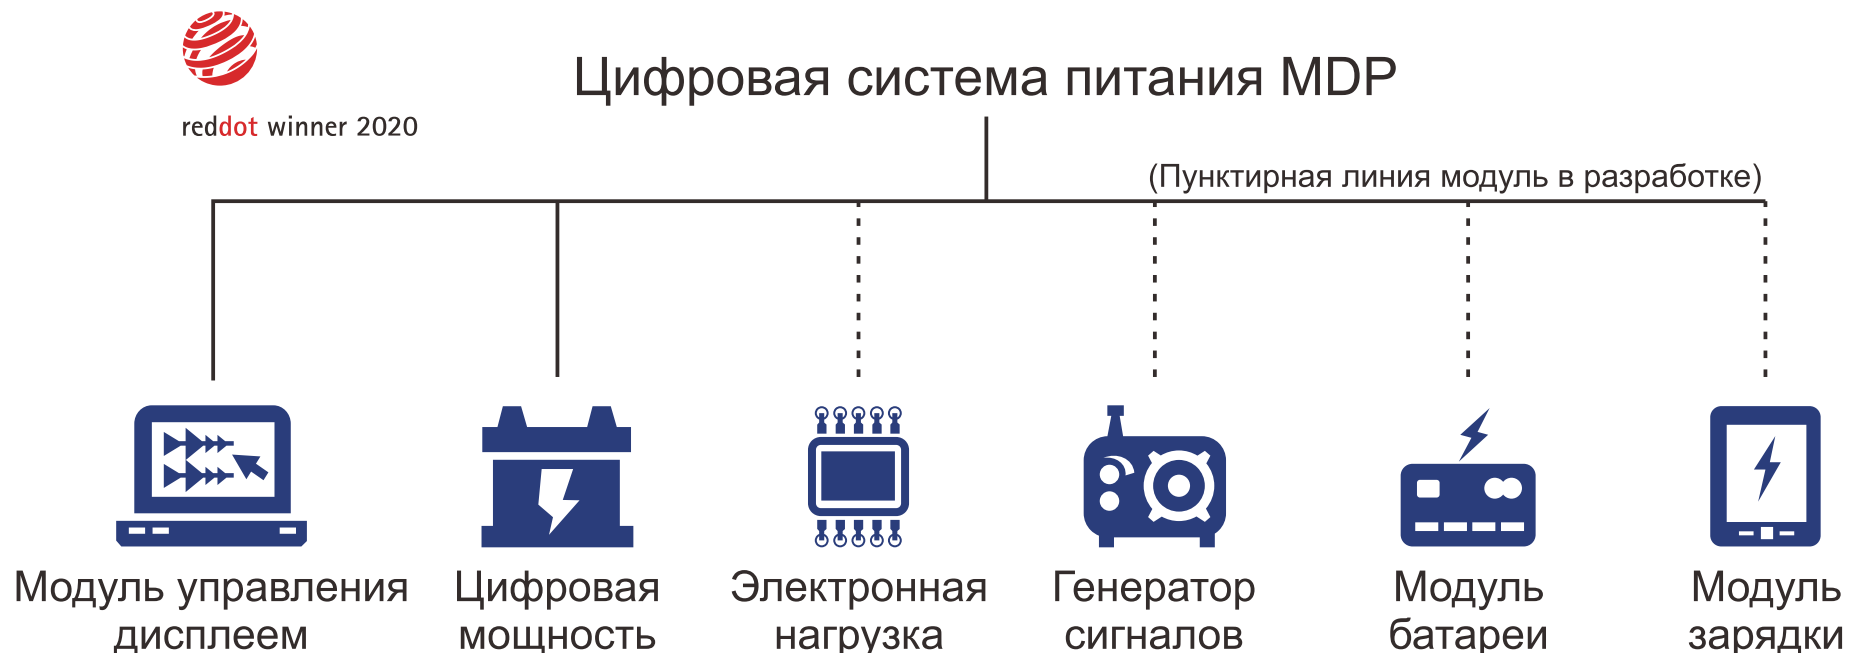 reddot winner 2020
Цифровая система питания MDP
(Пунктирная линия модуль в разработке)
Модуль управления
дисплеем
Цифровая
мощность
Электронная
нагрузка
Генератор
сигналов
Модуль
батареи
Модуль
зарядки